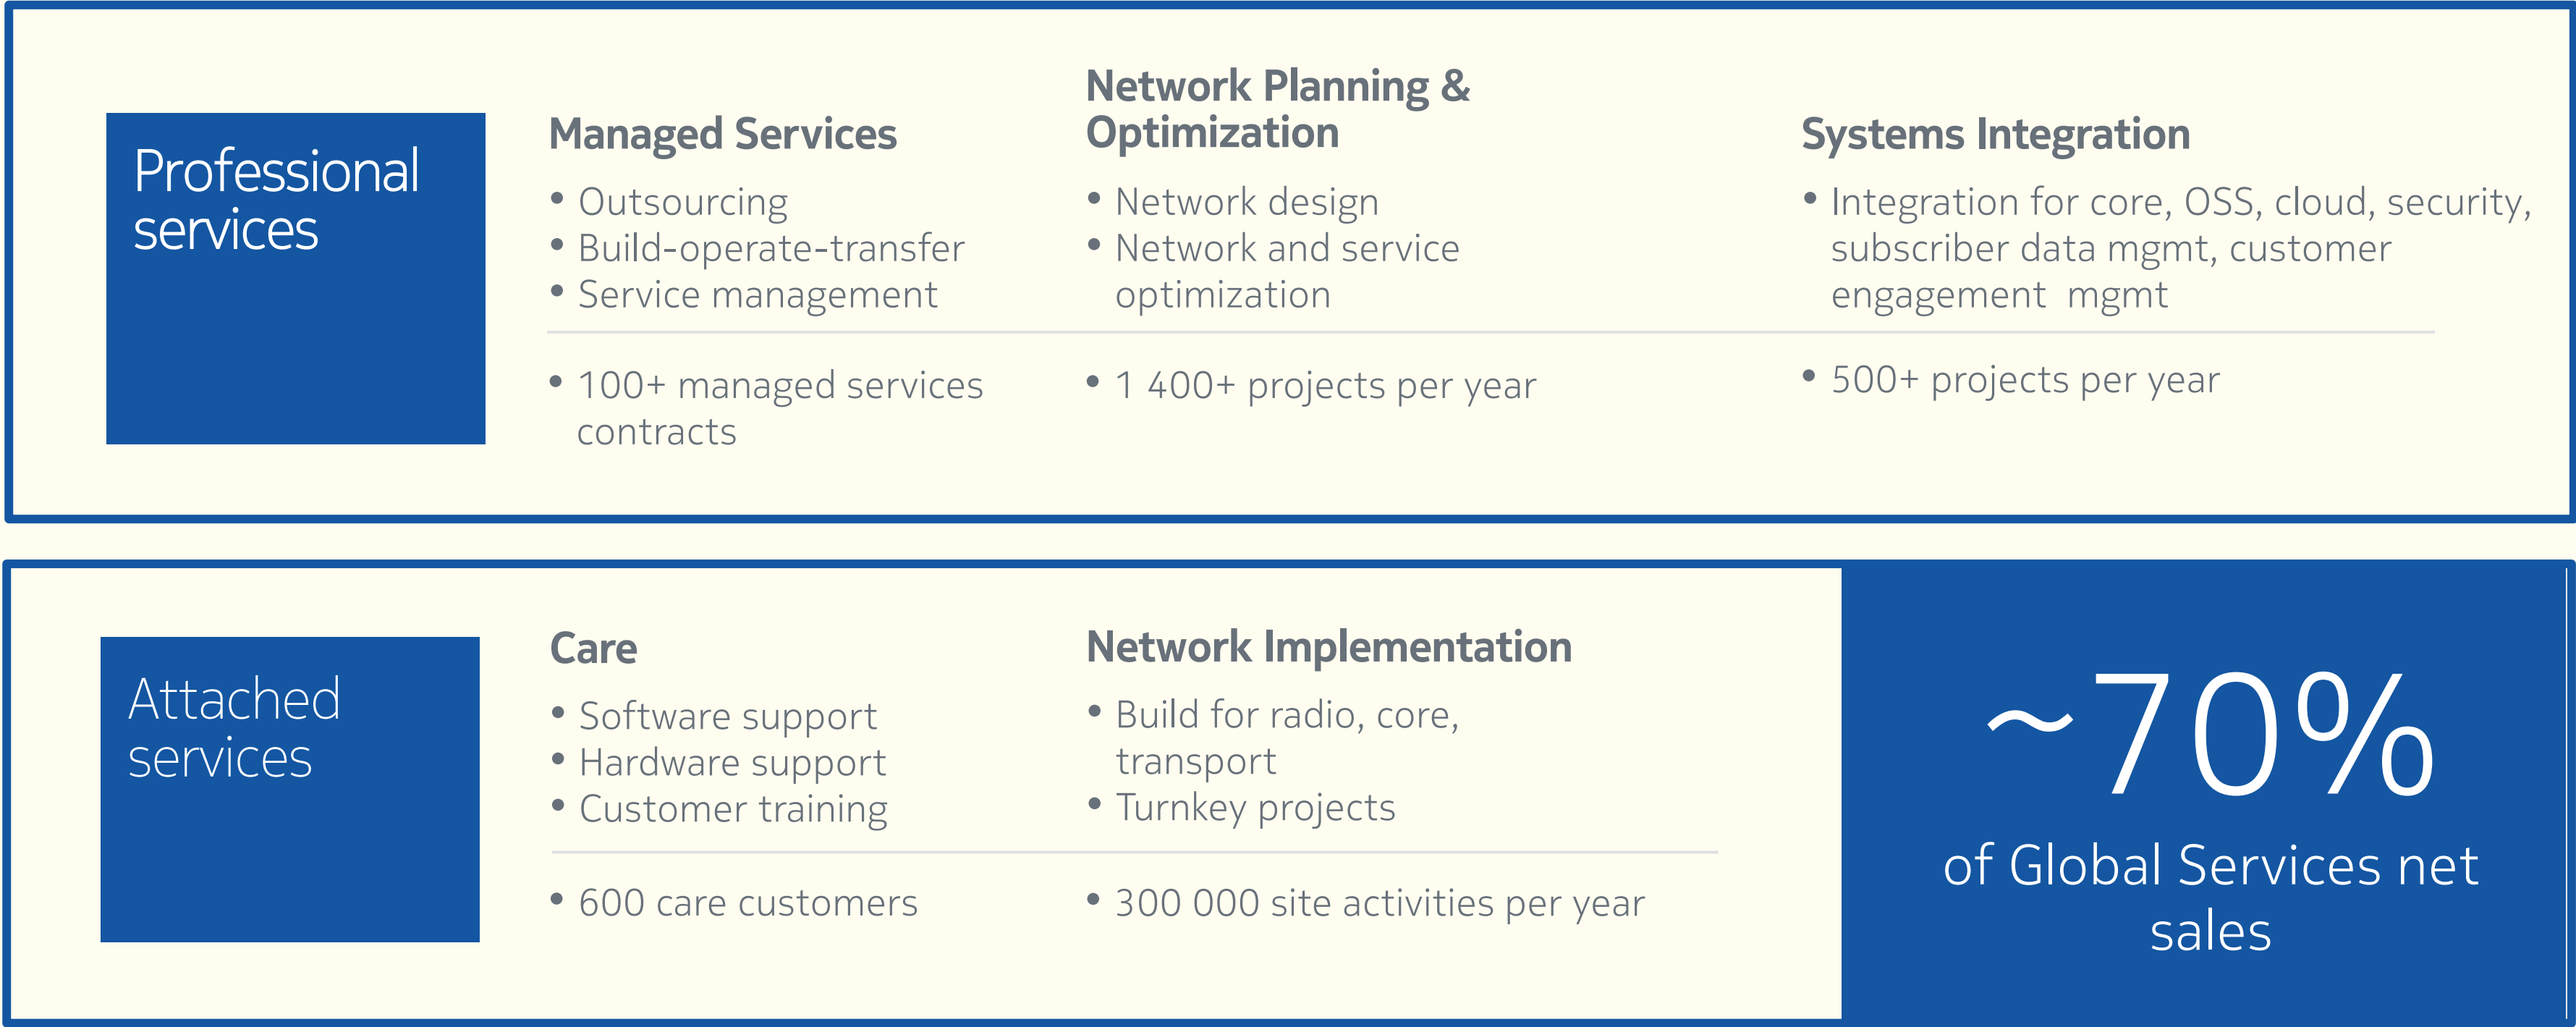 Professional
services
Managed Services
• Outsourcing
• Build-operate-transfer
• Service management
• 100+ managed services
contracts
Network Planning &
Optimization
• Network design
• Network and service
optimization
• 1 400+ projects per year
Systems Integration
• Integration for core, OSS, cloud, security,
subscriber data mgmt, customer
engagement  mgmt
• 500+ projects per year
Attached
services
Care
• Software support
• Hardware support
• Customer training
• 600 care customers
Network Implementation
• Build for radio, core,
transport
• Turnkey projects
• 300 000 site activities per year
~70%
of Global Services net
sales